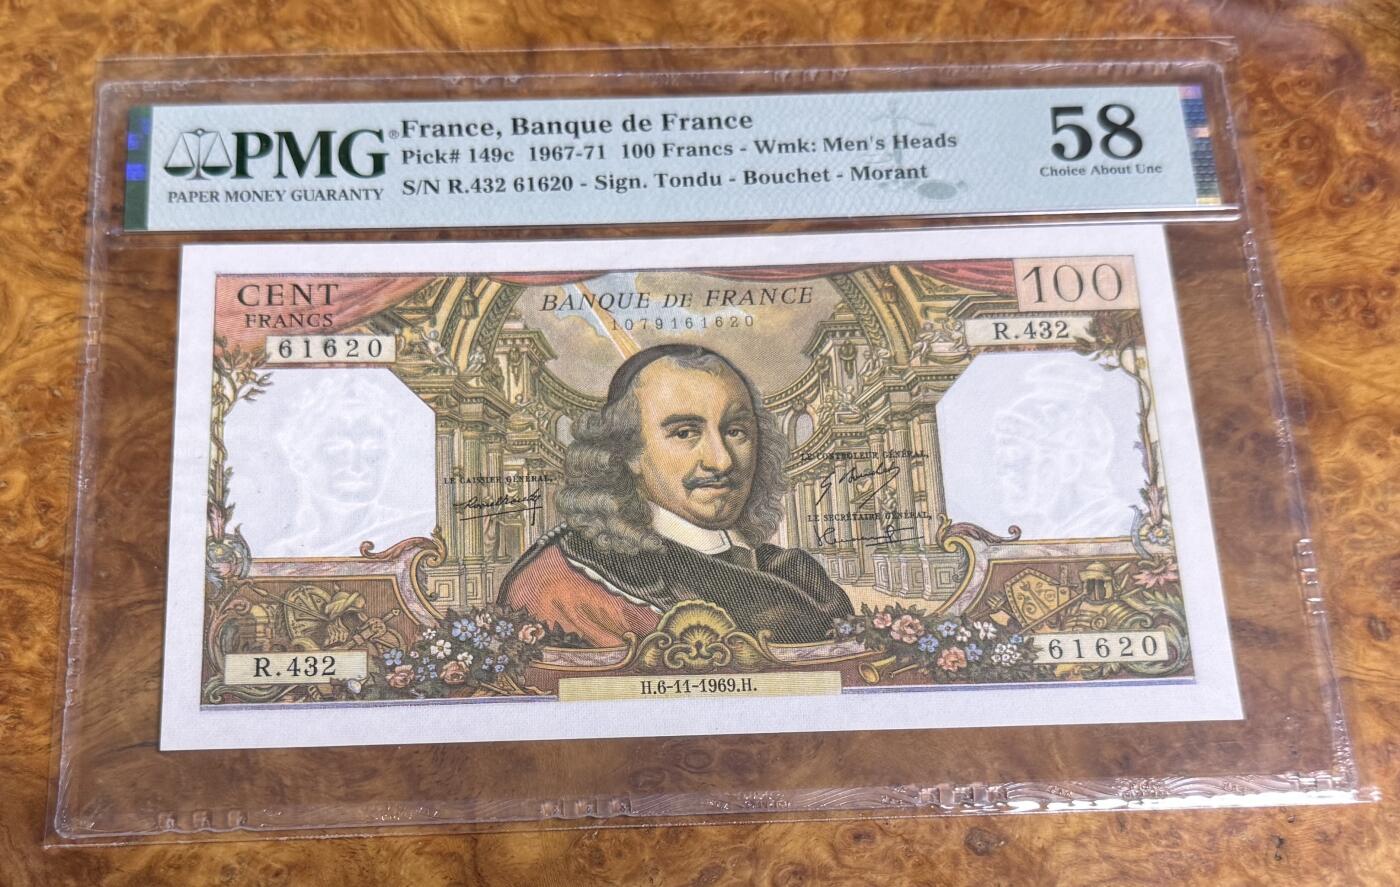 PMG®
PAPER MONEY GUARANTY
France, Banque de France
Pick# 149c 1967-71 100 Francs - Wmk: Men's Heads
S/N R.432 61620 - Sign. Tondu - Bouchet - Morant
58
Choice About Unc
CENT
FRANCS
61620
BANQUE DE FRANCE
1079161620
100
R.432
LE CAISSIER GÉNÉRAL,
LE CONTROLEUR GÉNÉRAL,
LE SECRÉTAIRE GÉNÉRAL,
R.432
61620
H.6-11-1969.H.